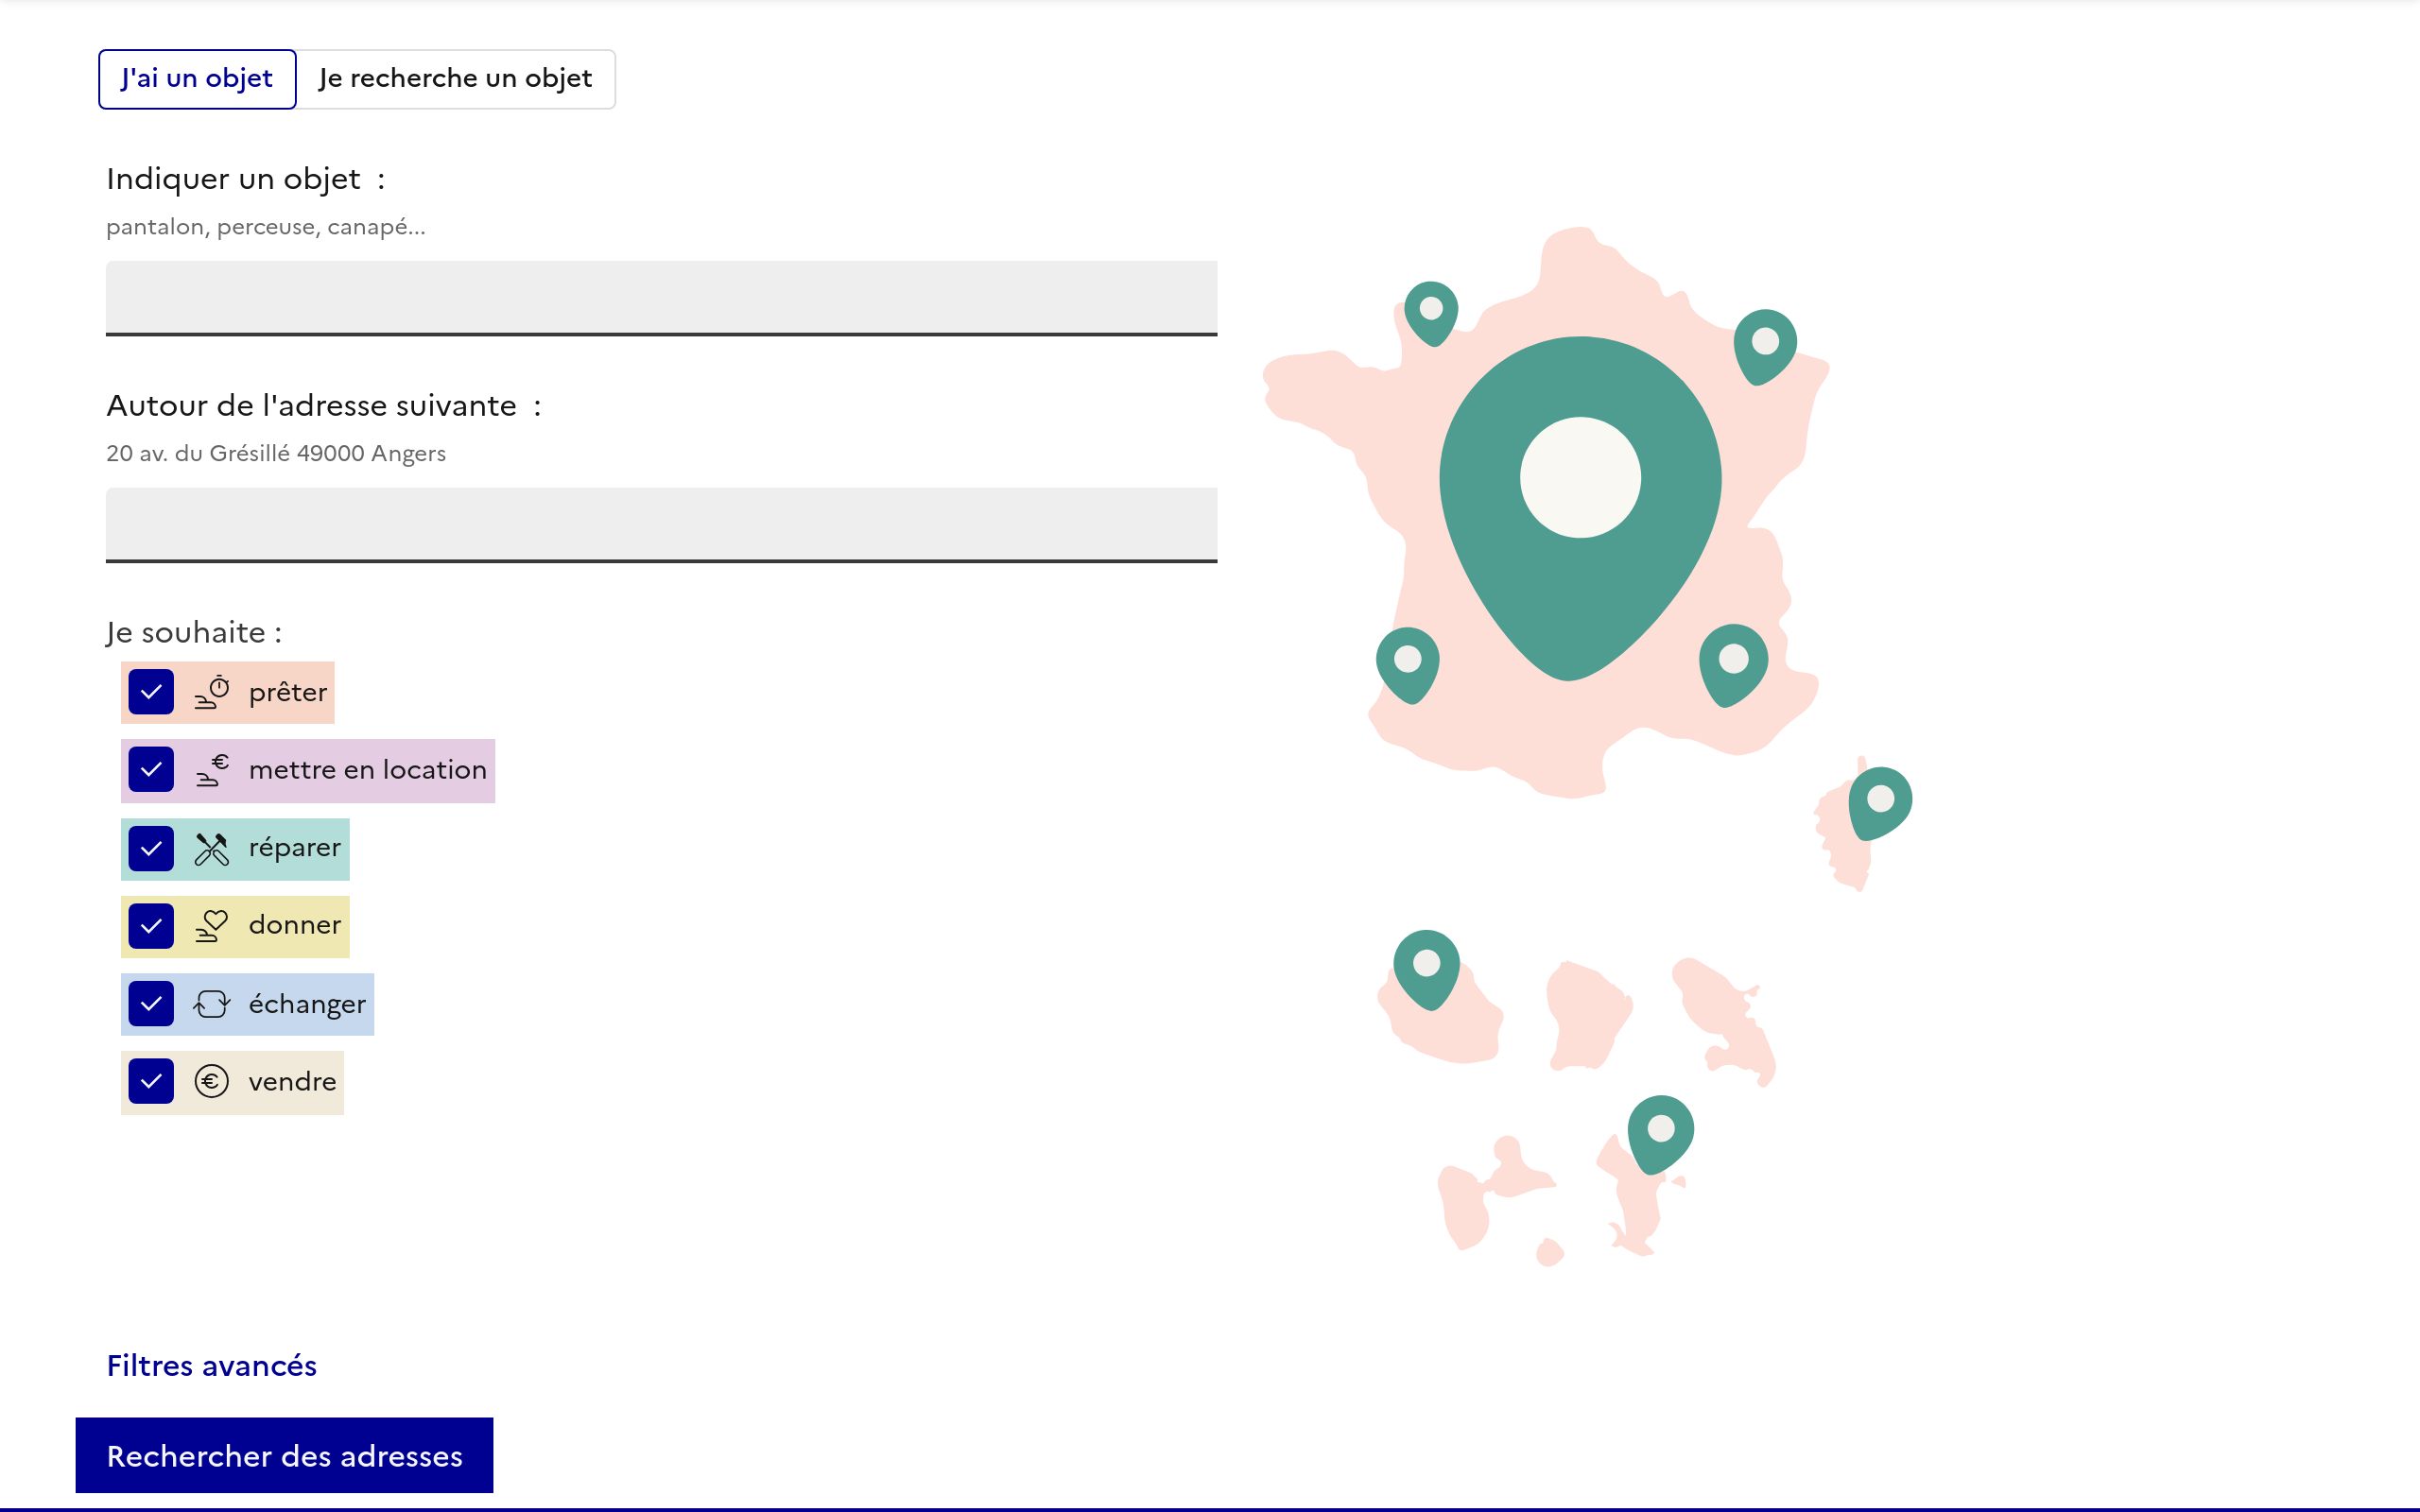 J'ai un objet
Je recherche un objet
Indiquer un objet :
pantalon, perceuse, canapé...
Autour de l'adresse suivante :
20 av. du Grésillé 49000 Angers
Je souhaite :
prêter
mettre en location
réparer
donner
échanger
vendre
Filtres avancés
Rechercher des adresses